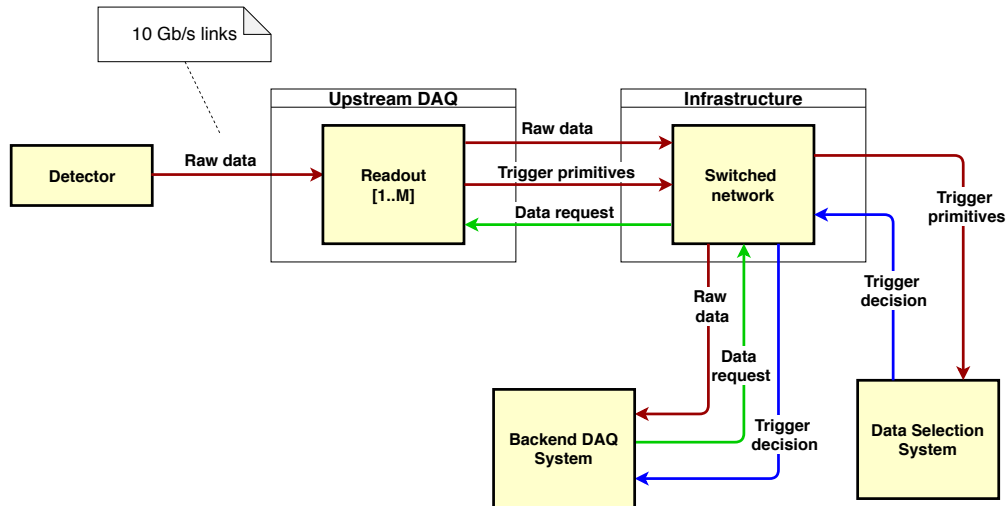 10 Gb/s links
Upstream DAQ
Infrastructure
Detector
Raw data
Readout
[1..M]
Raw data
Trigger primitives
Data request
Switched
network
Trigger
primitives
Trigger
decision
Raw
data
Data
request
Trigger
decision
Backend DAQ
System
Data Selection
System